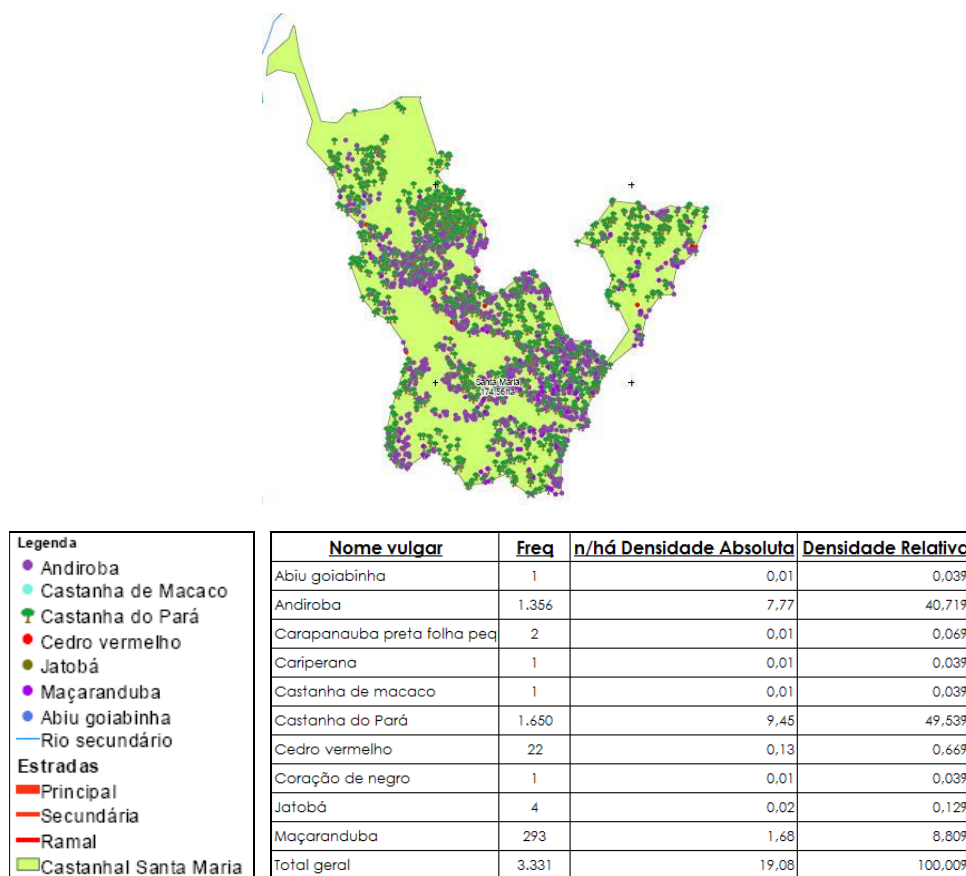 Santa Maria
174,56ha
Legenda
Andiroba
Castanha de Macaco
Castanha do Pará
Cedro vermelho
Jatobá
Maçaranduba
Abiu goiabinha
Rio secundário
Estradas
Principal
Secundária
Ramal
Castanhal Santa Maria
Nome vulgar Freq n/há Densidade Absoluta Densidade Relativa
Abiu goiabinha 1 0,01 0,03%
Andiroba 1.356 7,77 40,71%
Carapanauba preta folha peq 2 0,01 0,06%
Cariperana 1 0,01 0,03%
Castanha de macaco 1 0,01 0,03%
Castanha do Pará 1.650 9,45 49,53%
Cedro vermelho 22 0,13 0,66%
Coração de negro 1 0,01 0,03%
Jatobá 4 0,02 0,12%
Maçaranduba 293 1,68 8,80%
Total geral 3.331 19,08 100,00%